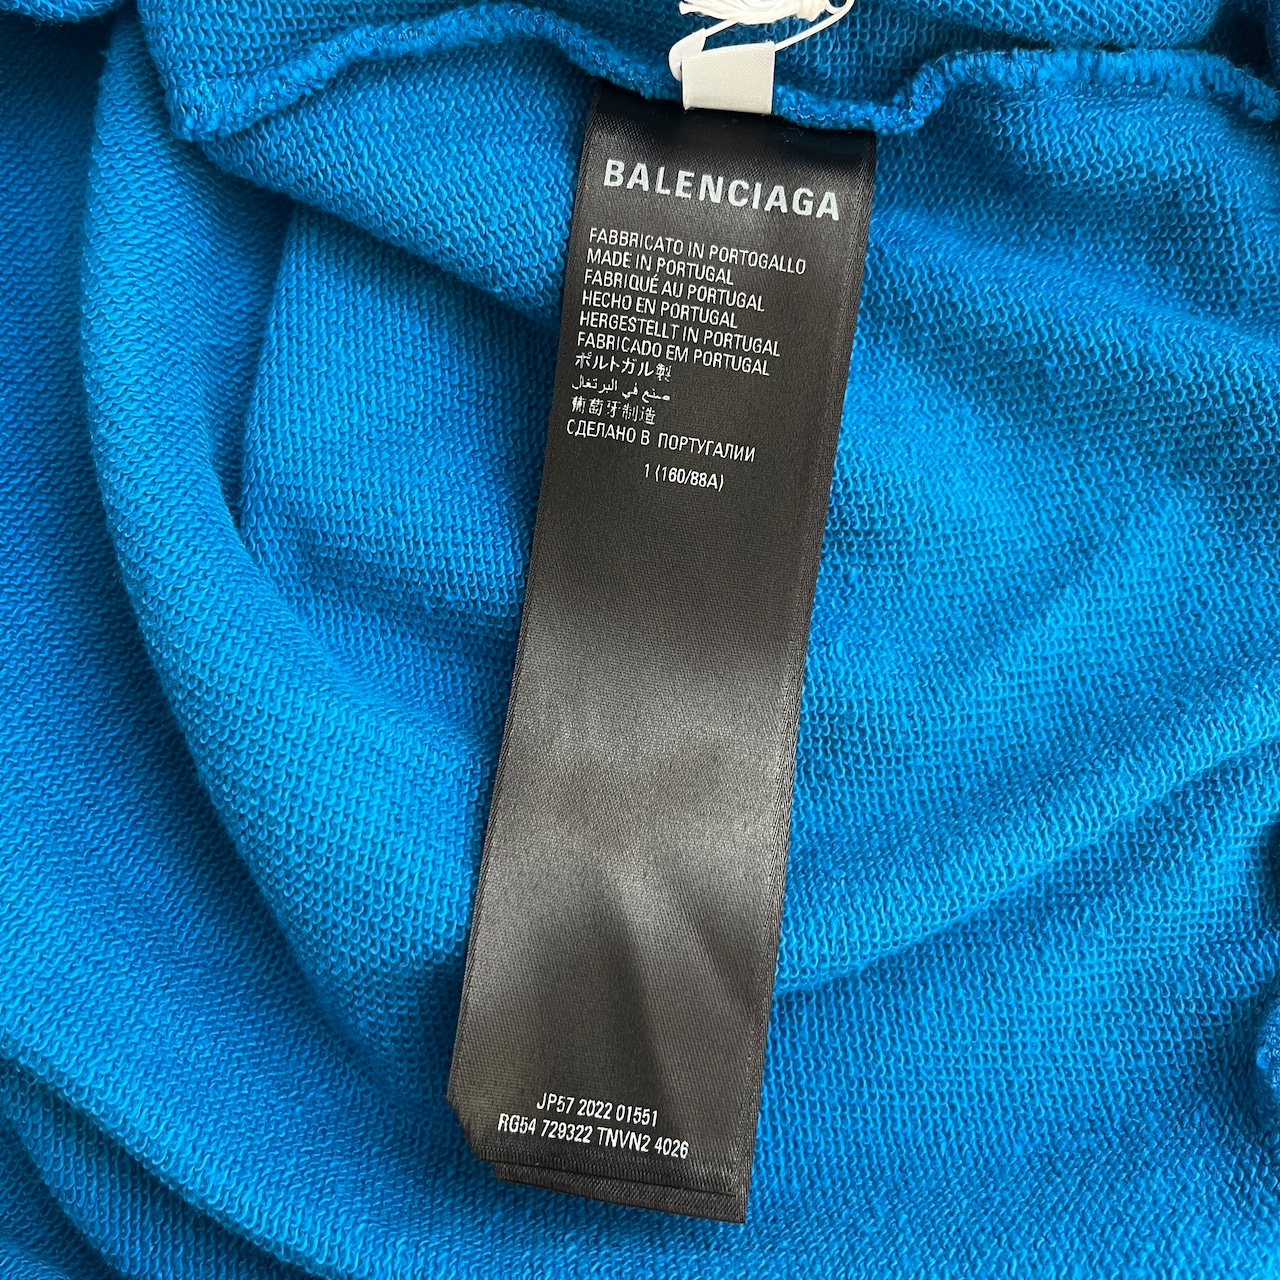 BALENCIAGA
FABBRICATO IN PORTOGALLO
MADE IN PORTUGAL
FABRIQUÉ AU PORTUGAL
HECHO EN PORTUGAL
HERGESTELLT IN PORTUGAL
FABRICADO EM PORTUGAL
ポルトガル製
صنع في البرتغال
葡萄牙制造
СДЕЛАНО В ПОРТУГАЛИИ
1 (160/88A)
JP57 2022 01551
RG54 729322 TNVN2 4026